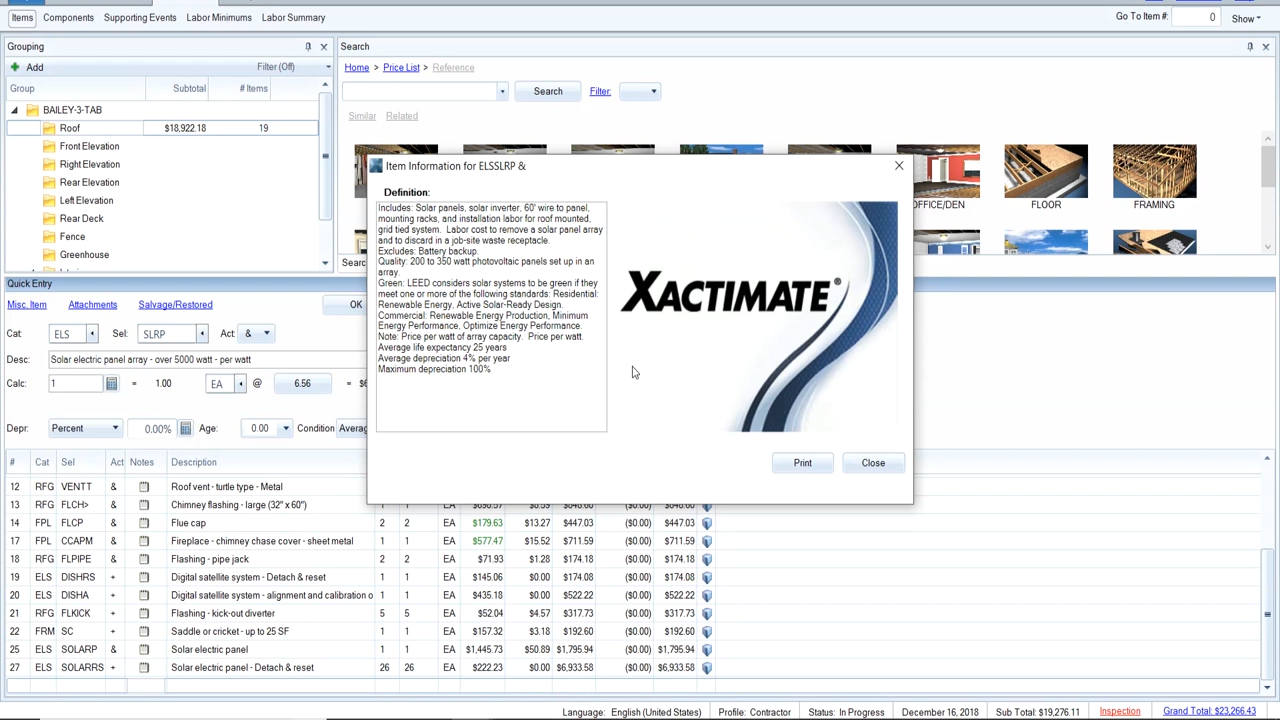 Items Components Supporting Events Labor Minimums Labor Summary Go To Item #: 0 Show
Grouping Search
Add Filter (Off) Home > Price List > Reference
Group Subtotal # Items
Search Filter:
BAILEY-3-TAB
Similar Related
Roof $18,922.18 19
Front Elevation
Right Elevation
Rear Elevation
Left Elevation
Rear Deck
Fence
Greenhouse
OFFICE/DEN FLOOR FRAMING
Item Information for ELSSLRP &
Definition:
Includes: Solar panels, solar inverter, 60' wire to panel,
mounting racks, and installation labor for roof mounted,
grid tied system. Labor cost to remove a solar panel array
and to discard in a job-site waste receptacle.
Excludes: Battery backup.
Quality: 200 to 350 watt photovoltaic panels set up in an
array.
Green: LEED considers solar systems to be green if they
meet one or more of the following standards: Residential:
Renewable Energy, Active Solar-Ready Design.
Commercial: Renewable Energy Production, Minimum
Energy Performance, Optimize Energy Performance.
Note: Price per watt of array capacity. Price per watt.
Average life expectancy 25 years
Average depreciation 4% per year
Maximum depreciation 100%
XACTIMATE®
Print Close
Quick Entry
Misc. Item Attachments Salvage/Restored OK
Cat: ELS Sel: SLRP Act: &
Desc: Solar electric panel array - over 5000 watt - per watt
Calc: 1 = 1.00 EA @ 6.56 =
Depr: Percent 0.00% Age: 0.00 Condition
# Cat Sel Act Notes Description
12 RFG VENTT & Roof vent - turtle type - Metal
13 RFG FLCH> & Chimney flashing - large (32" x 60")
14 FPL FLCP & Flue cap 2 2 EA $179.63 $13.27 $447.03 ($0.00) $447.03
17 FPL CCAPM & Fireplace - chimney chase cover - sheet metal 1 1 EA $577.47 $15.52 $711.59 ($0.00) $711.59
18 RFG FLPIPE & Flashing - pipe jack 2 2 EA $71.93 $1.28 $174.18 ($0.00) $174.18
19 ELS DISHRS + Digital satellite system - Detach & reset 1 1 EA $145.06 $0.00 $174.08 ($0.00) $174.08
20 ELS DISHA + Digital satellite system - alignment and calibration o 1 1 EA $435.18 $0.00 $522.22 ($0.00) $522.22
21 RFG FLKICK + Flashing - kick-out diverter 5 5 EA $52.04 $4.57 $317.73 ($0.00) $317.73
22 FRM SC + Saddle or cricket - up to 25 SF 1 1 EA $157.32 $3.18 $192.60 ($0.00) $192.60
25 ELS SOLARP + Solar electric panel 1 1 EA $1,445.73 $50.89 $1,795.94 ($0.00) $1,795.94
27 ELS SOLARRS + Solar electric panel - Detach & reset 26 26 EA $222.23 $0.00 $6,933.58 ($0.00) $6,933.58
Language: English (United States) Profile: Contractor Status: In Progress December 16, 2018 Sub Total: $19,276.11 Inspection Grand Total: $23,266.43